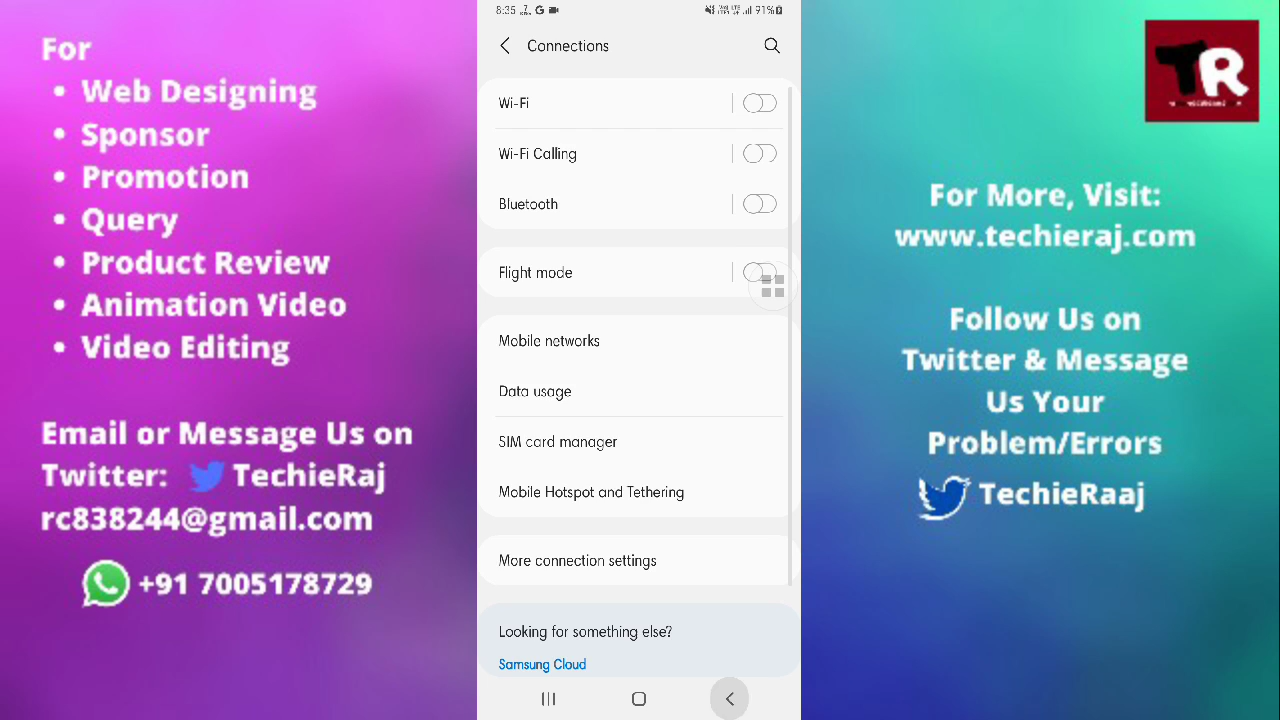 For
• Web Designing
• Sponsor
• Promotion
• Query
• Product Review
• Animation Video
• Video Editing
Email or Message Us on
Twitter: TechieRaj
rc838244@gmail.com
+91 7005178729
8:35
91%
Connections
Wi-Fi
Wi-Fi Calling
Bluetooth
Flight mode
Mobile networks
Data usage
SIM card manager
Mobile Hotspot and Tethering
More connection settings
Looking for something else?
Samsung Cloud
TR
For More, Visit:
www.techieraj.com
Follow Us on
Twitter & Message
Us Your
Problem/Errors
TechieRaaj